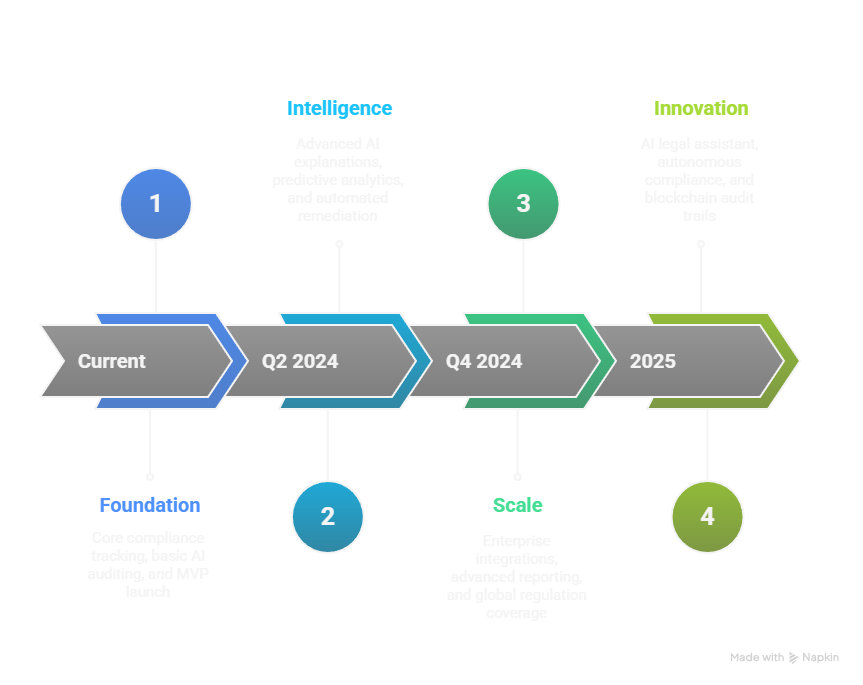 Intelligence
Advanced AI
explanations,
predictive analytics,
and automated
remediation
Innovation
AI legal assistant,
autonomous
compliance, and
blockchain audit
trails
1
3
Current
Q2 2024
Q4 2024
2025
Foundation
Core compliance
tracking, basic AI
auditing, and MVP
launch
2
Scale
Enterprise
integrations,
advanced reporting,
and global regulation
coverage
4
Made with Napkin